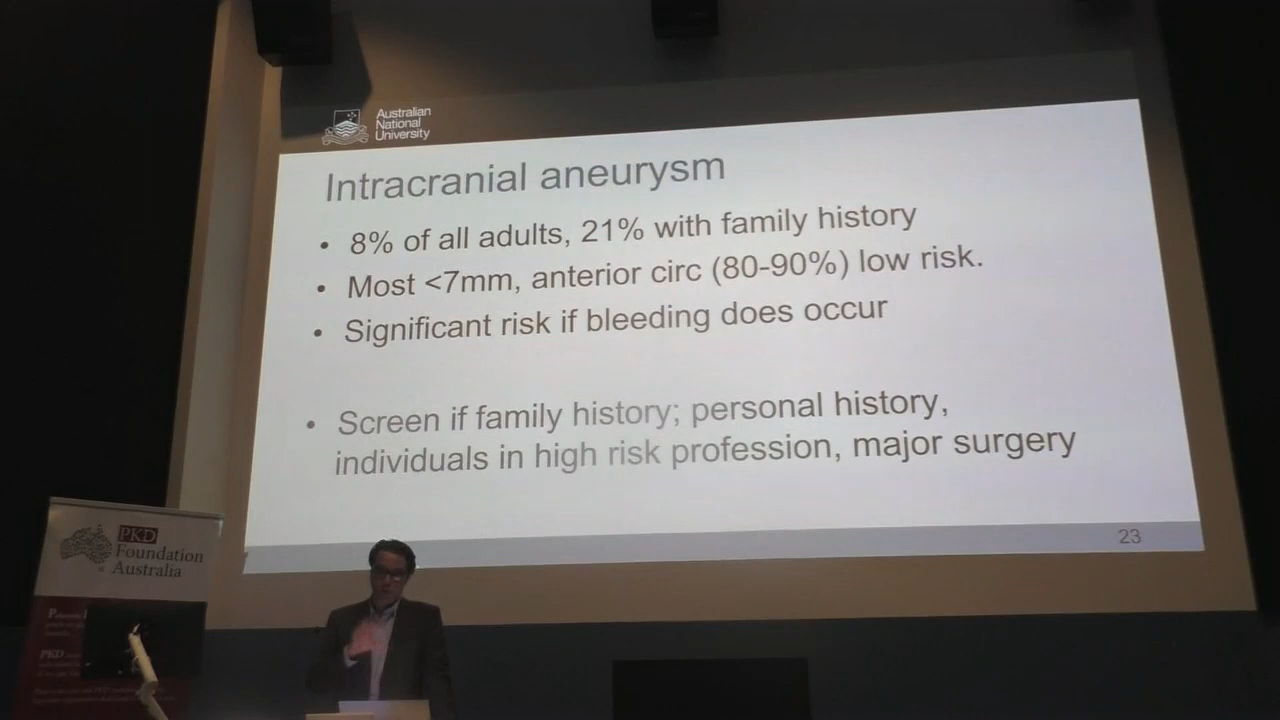 Australian
National
University
Intracranial aneurysm
• 8% of all adults, 21% with family history
• Most <7mm, anterior circ (80-90%) low risk.
• Significant risk if bleeding does occur
• Screen if family history; personal history,
individuals in high risk profession, major surgery
23
PKD
Foundation
Australia
PKD